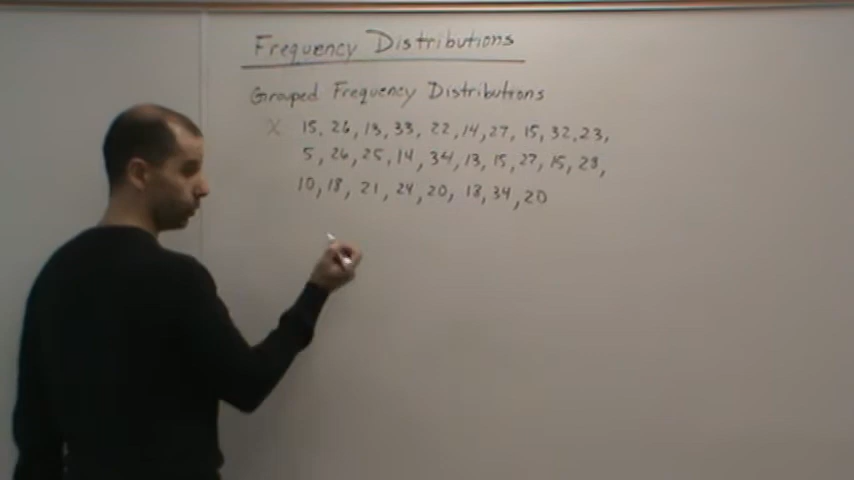 Frequency Distributions
Grouped Frequency Distributions
X 15, 26, 13, 33, 22, 14, 27, 15, 32, 23,
5, 26, 25, 14, 34, 13, 15, 27, 15, 28,
10, 18, 21, 24, 20, 18, 34, 20